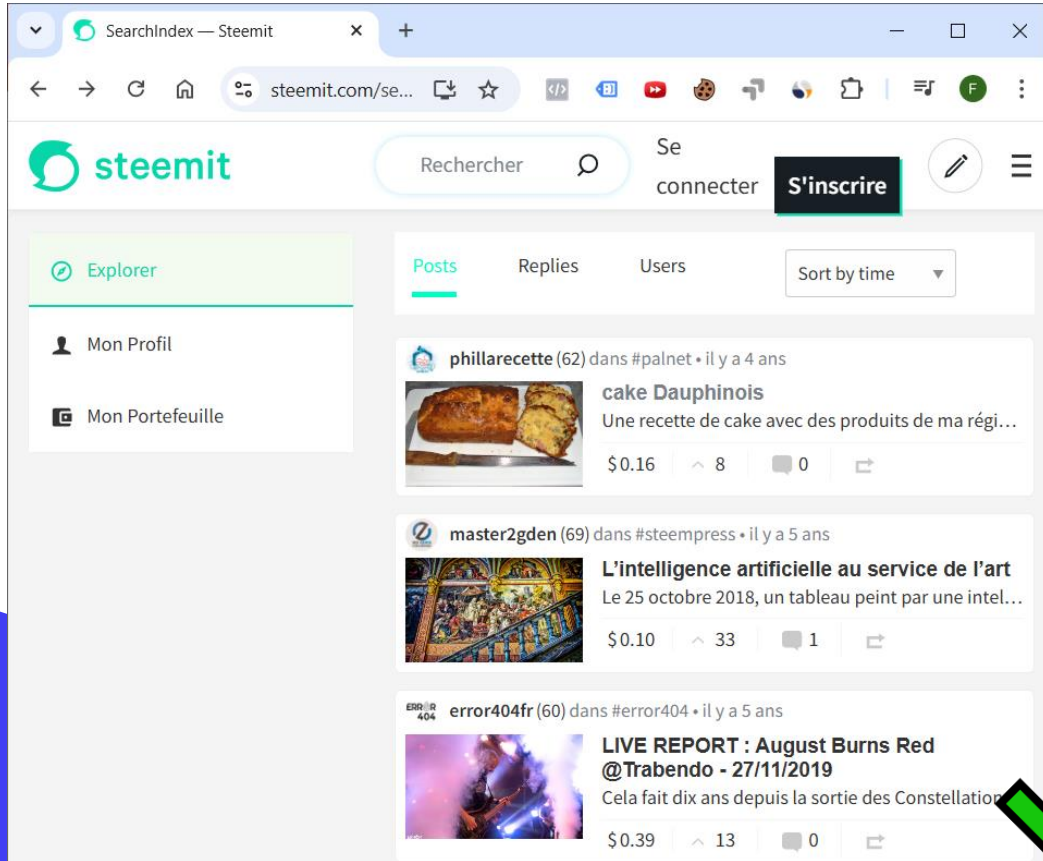 SearchIndex — Steemit
steemit.com/se...
steemit
Rechercher
Se
connecter
S'inscrire
F
Explorer
Mon Profil
Mon Portefeuille
Posts Replies Users Sort by time
phillarecette (62) dans #palnet • il y a 4 ans
cake Dauphinois
Une recette de cake avec des produits de ma régi…
$0.16 8 0
master2gden (69) dans #steempress • il y a 5 ans
L’intelligence artificielle au service de l’art
Le 25 octobre 2018, un tableau peint par une intel…
$0.10 33 1
ERROR
404
error404fr (60) dans #error404 • il y a 5 ans
LIVE REPORT : August Burns Red
@Trabendo - 27/11/2019
Cela fait dix ans depuis la sortie des Constellation
$0.39 13 0